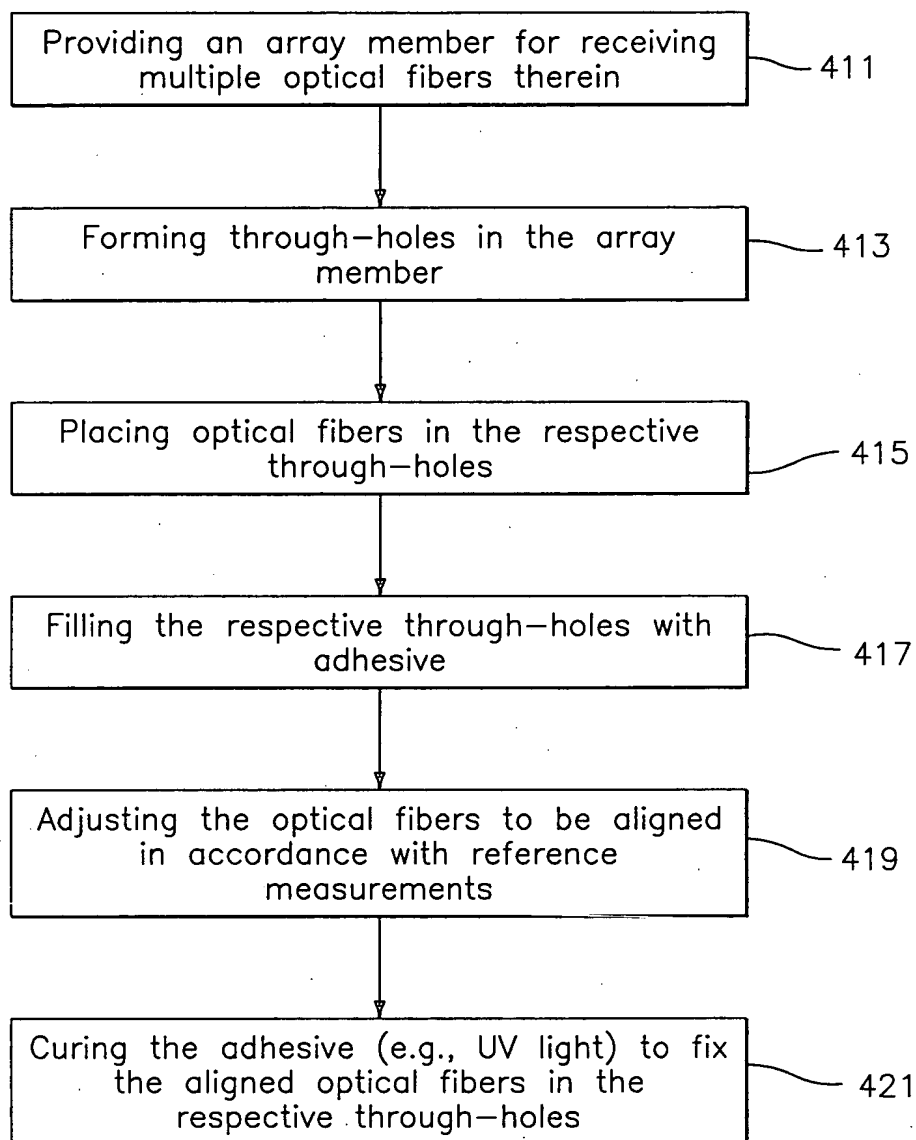 Providing an array member for receiving
multiple optical fibers therein
411
Forming through-holes in the array
member
413
Placing optical fibers in the respective
through-holes
415
Filling the respective through-holes with
adhesive
417
Adjusting the optical fibers to be aligned
in accordance with reference
measurements
419
Curing the adhesive (e.g., UV light) to fix
the aligned optical fibers in the
respective through-holes
421